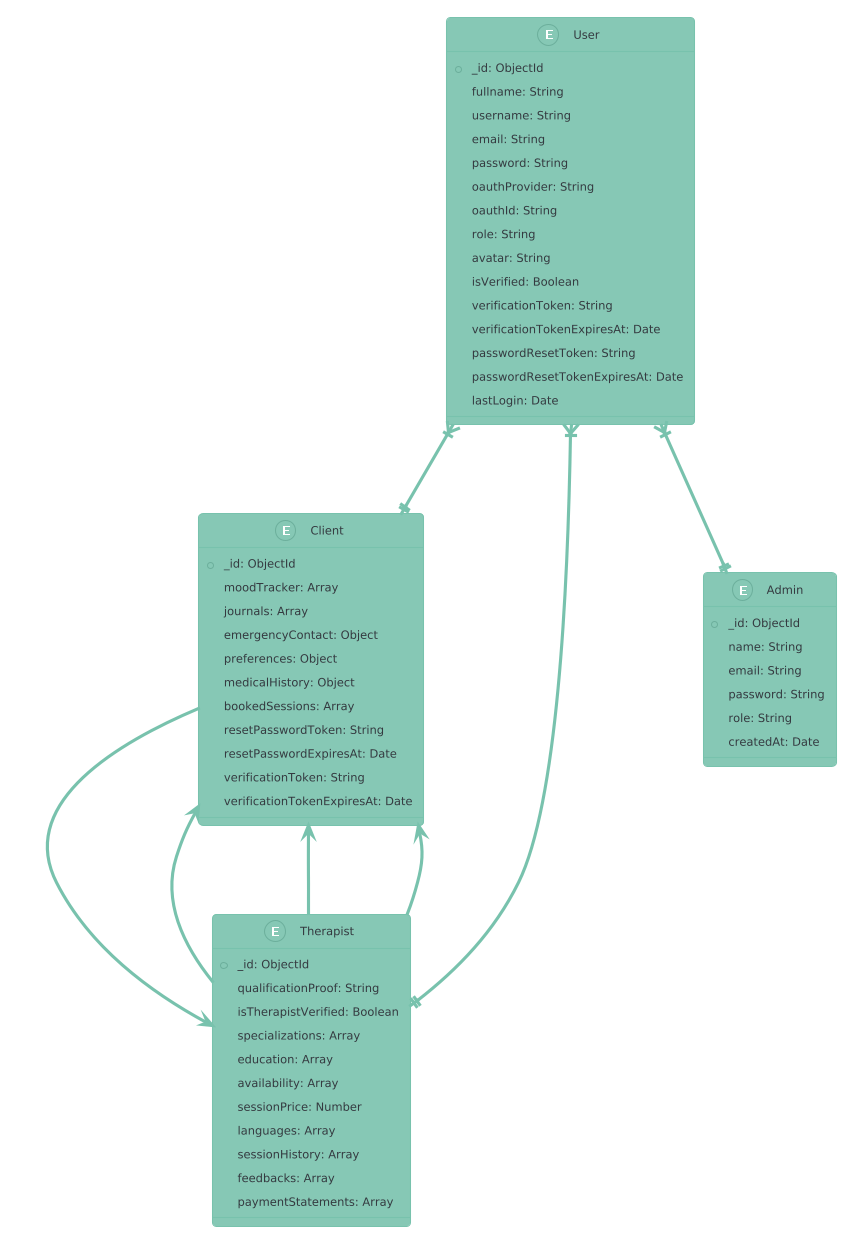 E User
_id: ObjectId
fullname: String
username: String
email: String
password: String
oauthProvider: String
oauthId: String
role: String
avatar: String
isVerified: Boolean
verificationToken: String
verificationTokenExpiresAt: Date
passwordResetToken: String
passwordResetTokenExpiresAt: Date
lastLogin: Date
E Client
_id: ObjectId
moodTracker: Array
journals: Array
emergencyContact: Object
preferences: Object
medicalHistory: Object
bookedSessions: Array
resetPasswordToken: String
resetPasswordExpiresAt: Date
verificationToken: String
verificationTokenExpiresAt: Date
E Admin
_id: ObjectId
name: String
email: String
password: String
role: String
createdAt: Date
E Therapist
_id: ObjectId
qualificationProof: String
isTherapistVerified: Boolean
specializations: Array
education: Array
availability: Array
sessionPrice: Number
languages: Array
sessionHistory: Array
feedbacks: Array
paymentStatements: Array